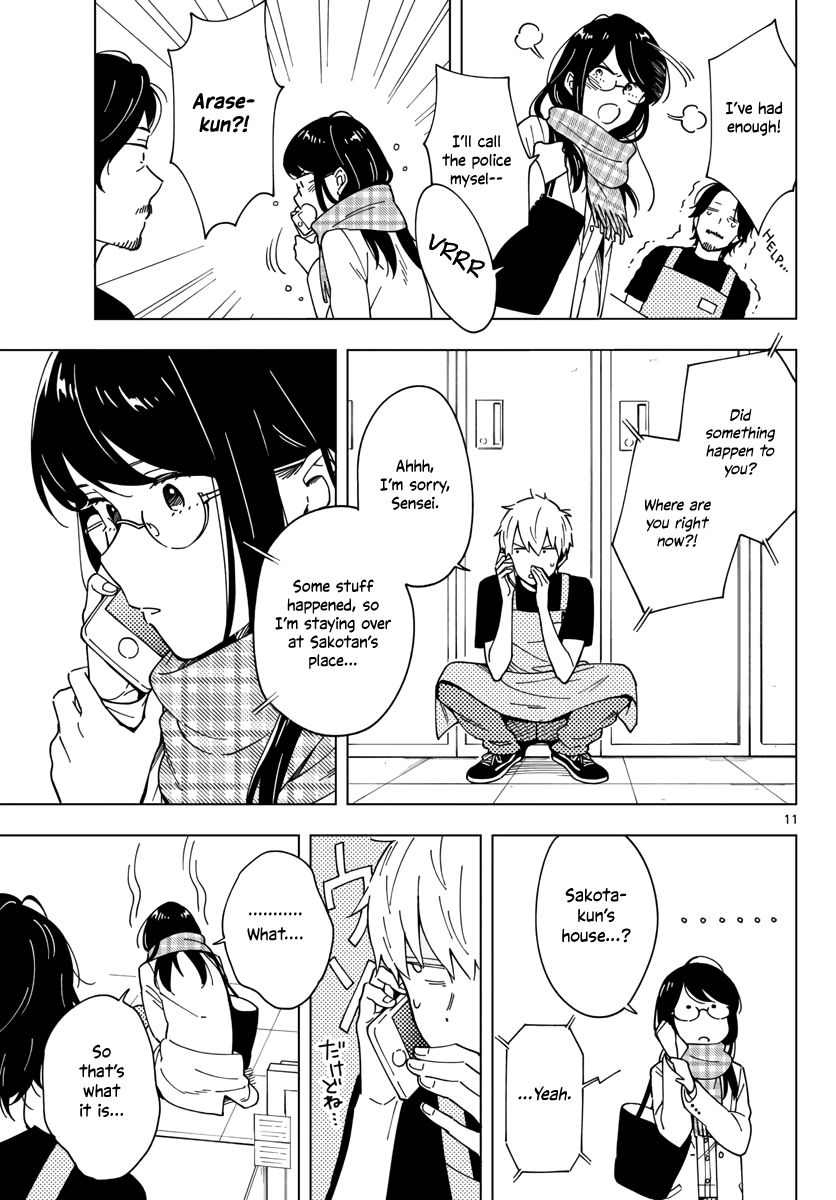 I've had
enough!
HELP...
I'll call
the police
mysel--
VRRR
Arase-
kun?!
Did
something
happen to
you?
Where are
you right
now?!
Ahhh,
I'm sorry,
Sensei.
Some stuff
happened, so
I'm staying over
at Sakotan's
place...
11
Sakota-
kun's
house...?
...Yeah.
ウソ
だけどね…
............
What....
So
that's
what
it is...